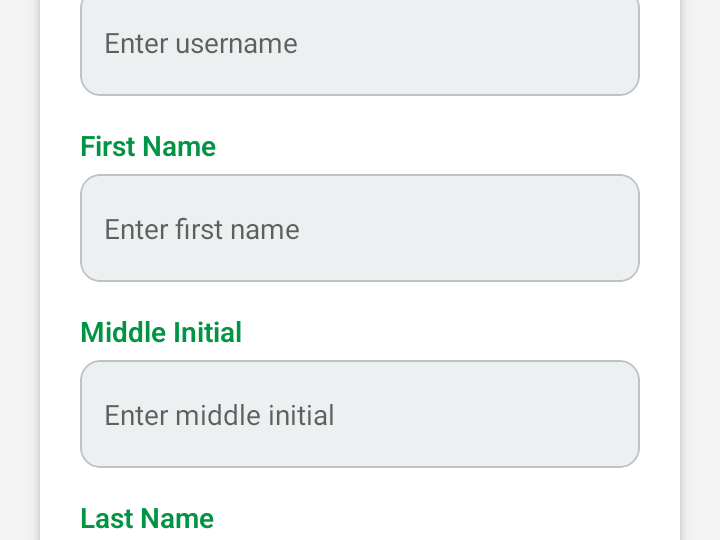 Enter username
First Name
Enter first name
Middle Initial
Enter middle initial
Last Name